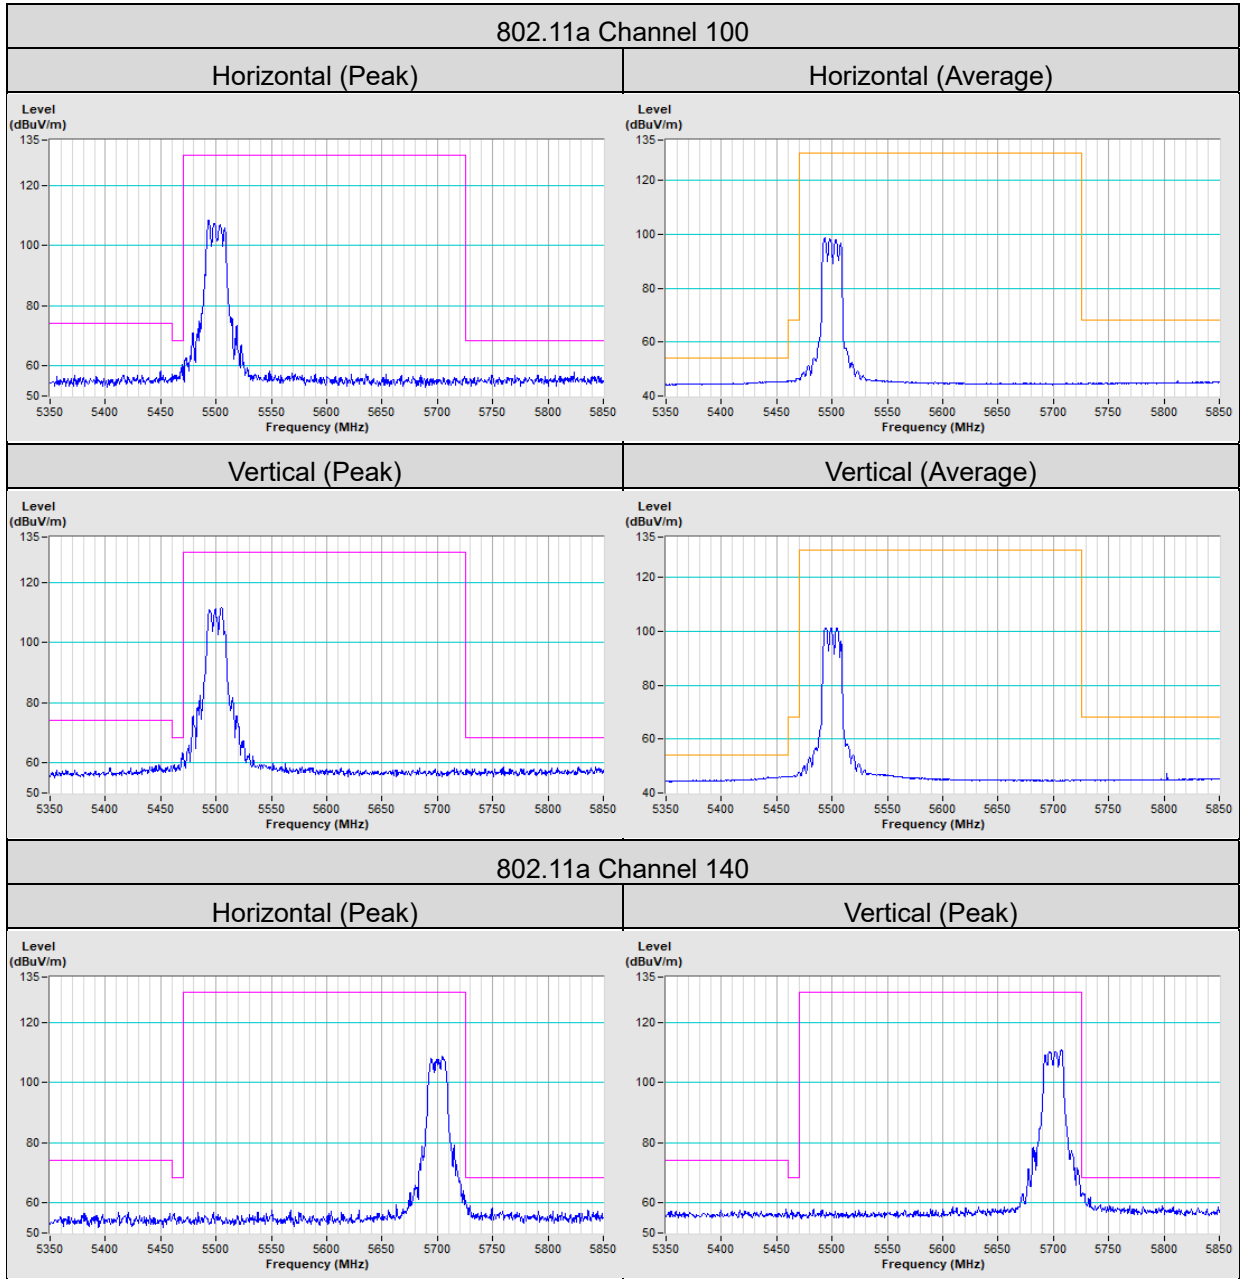 802.11a Channel 100
Horizontal (Peak)
Horizontal (Average)
Level
(dBuV/m)
135
120
100
80
60
50
5350 5400 5450 5500 5550 5600 5650 5700 5750 5800 5850
Frequency (MHz)
Level
(dBuV/m)
135
120
100
80
60
40
5350 5400 5450 5500 5550 5600 5650 5700 5750 5800 5850
Frequency (MHz)
Vertical (Peak)
Vertical (Average)
Level
(dBuV/m)
135
120
100
80
60
50
5350 5400 5450 5500 5550 5600 5650 5700 5750 5800 5850
Frequency (MHz)
Level
(dBuV/m)
135
120
100
80
60
40
5350 5400 5450 5500 5550 5600 5650 5700 5750 5800 5850
Frequency (MHz)
802.11a Channel 140
Horizontal (Peak)
Vertical (Peak)
Level
(dBuV/m)
135
120
100
80
60
50
5350 5400 5450 5500 5550 5600 5650 5700 5750 5800 5850
Frequency (MHz)
Level
(dBuV/m)
135
120
100
80
60
50
5350 5400 5450 5500 5550 5600 5650 5700 5750 5800 5850
Frequency (MHz)